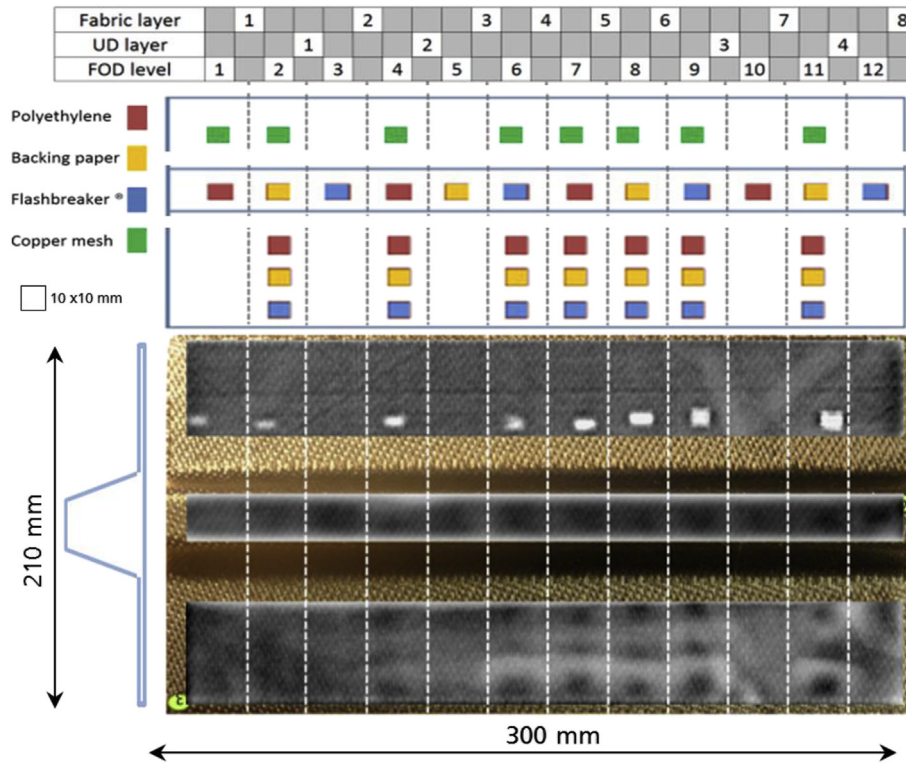 Fabric layer 1 2 3 4 5 6 7 8
UD layer 1 2 3 4
FOD level 1 2 3 4 5 6 7 8 9 10 11 12
Polyethylene
Backing paper
Flashbreaker ®
Copper mesh
10 x10 mm
210 mm
300 mm